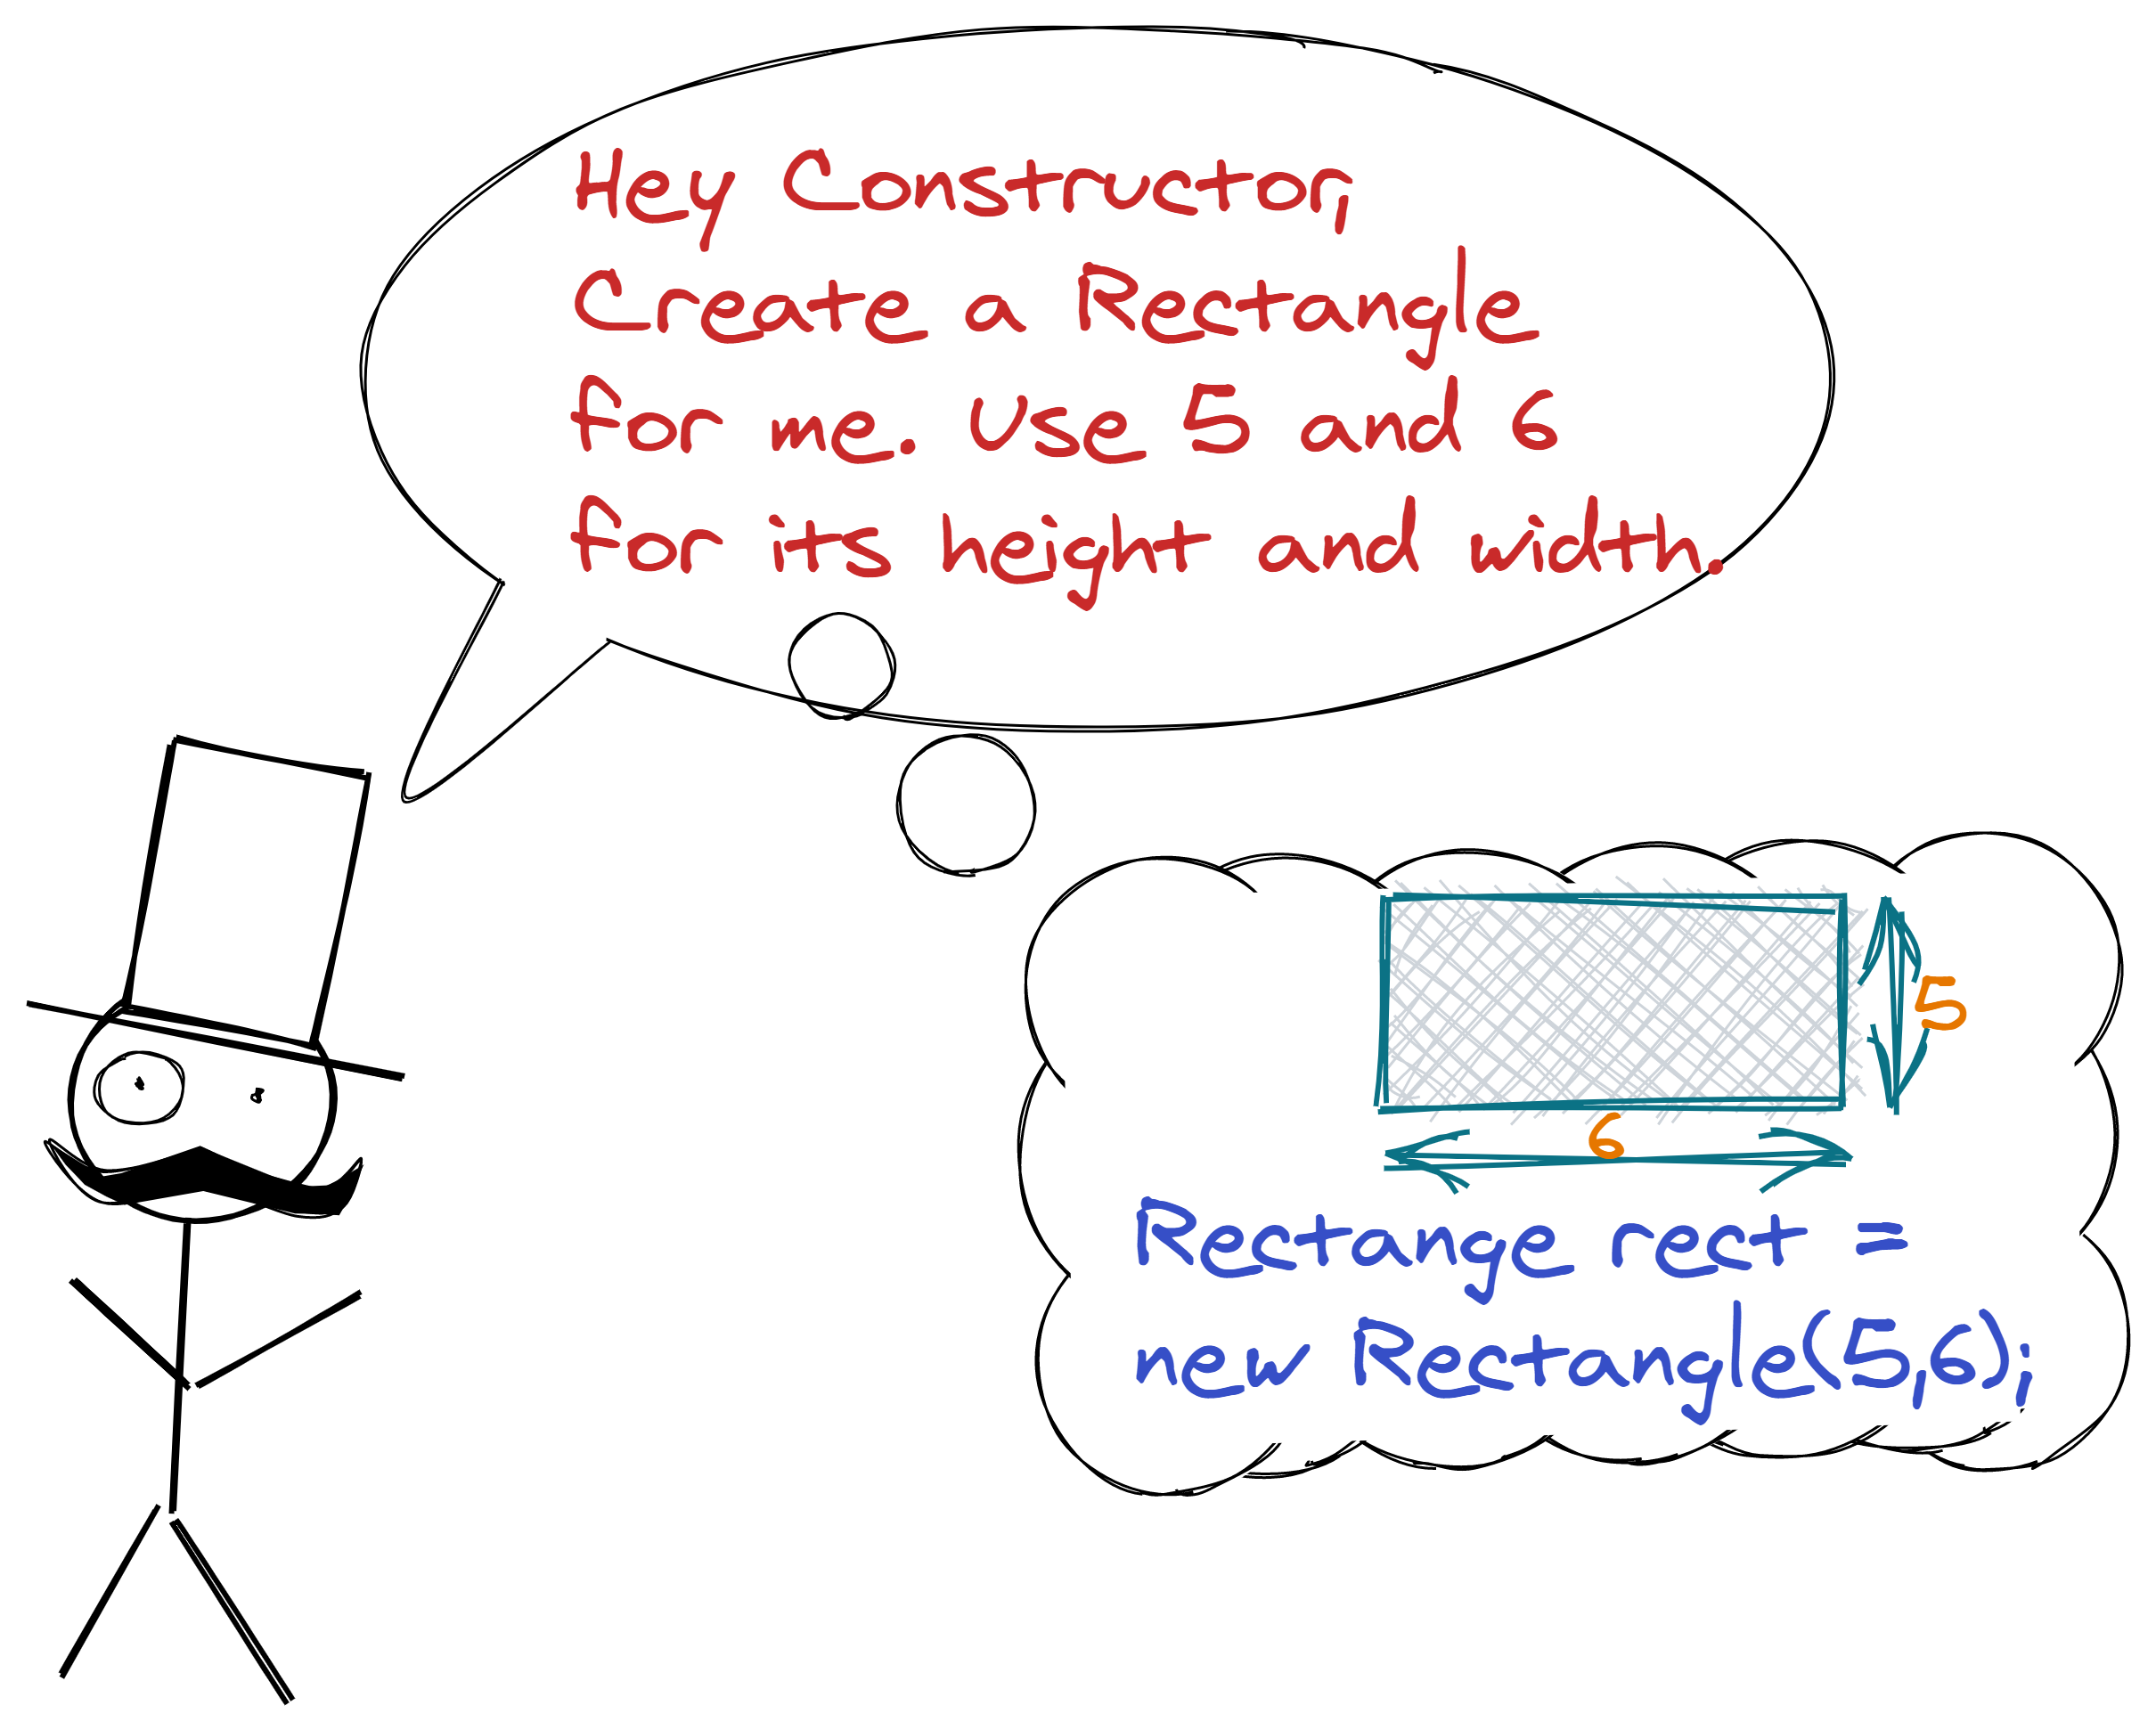 Hey Constructor,
Create a Rectangle
for me. Use 5 and 6
for its height and width.
5
6
Rectange rect =
new Rectangle(5,6);